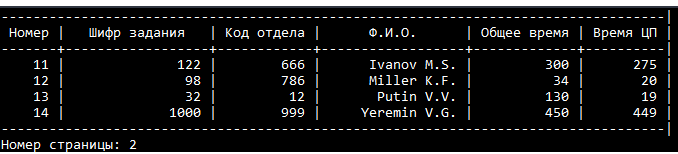 Номер | Шифр задания | Код отдела | Ф.И.О. | Общее время | Время ЦП |
11 | 122 | 666 | Ivanov M.S. | 300 | 275 |
12 | 98 | 786 | Miller K.F. | 34 | 20 |
13 | 32 | 12 | Putin V.V. | 130 | 19 |
14 | 1000 | 999 | Yeremin V.G. | 450 | 449 |
Номер страницы: 2